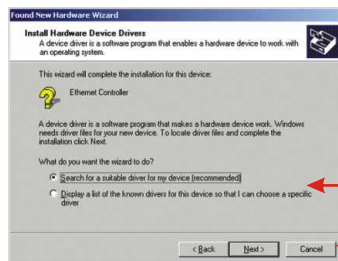 Found New Hardware Wizard
Install Hardware Device Drivers
A device driver is a software program that enables a hardware device to work with
an operating system.
This wizard will complete the installation for this device:
Ethernet Controller
A device driver is a software program that makes a hardware device work. Windows
needs driver files for your new device. To locate driver files and complete the
installation click Next.
What do you want the wizard to do?
Search for a suitable driver for my device (recommended)
Display a list of the known drivers for this device so that I can choose a specific
driver
< Back
Next >
Cancel